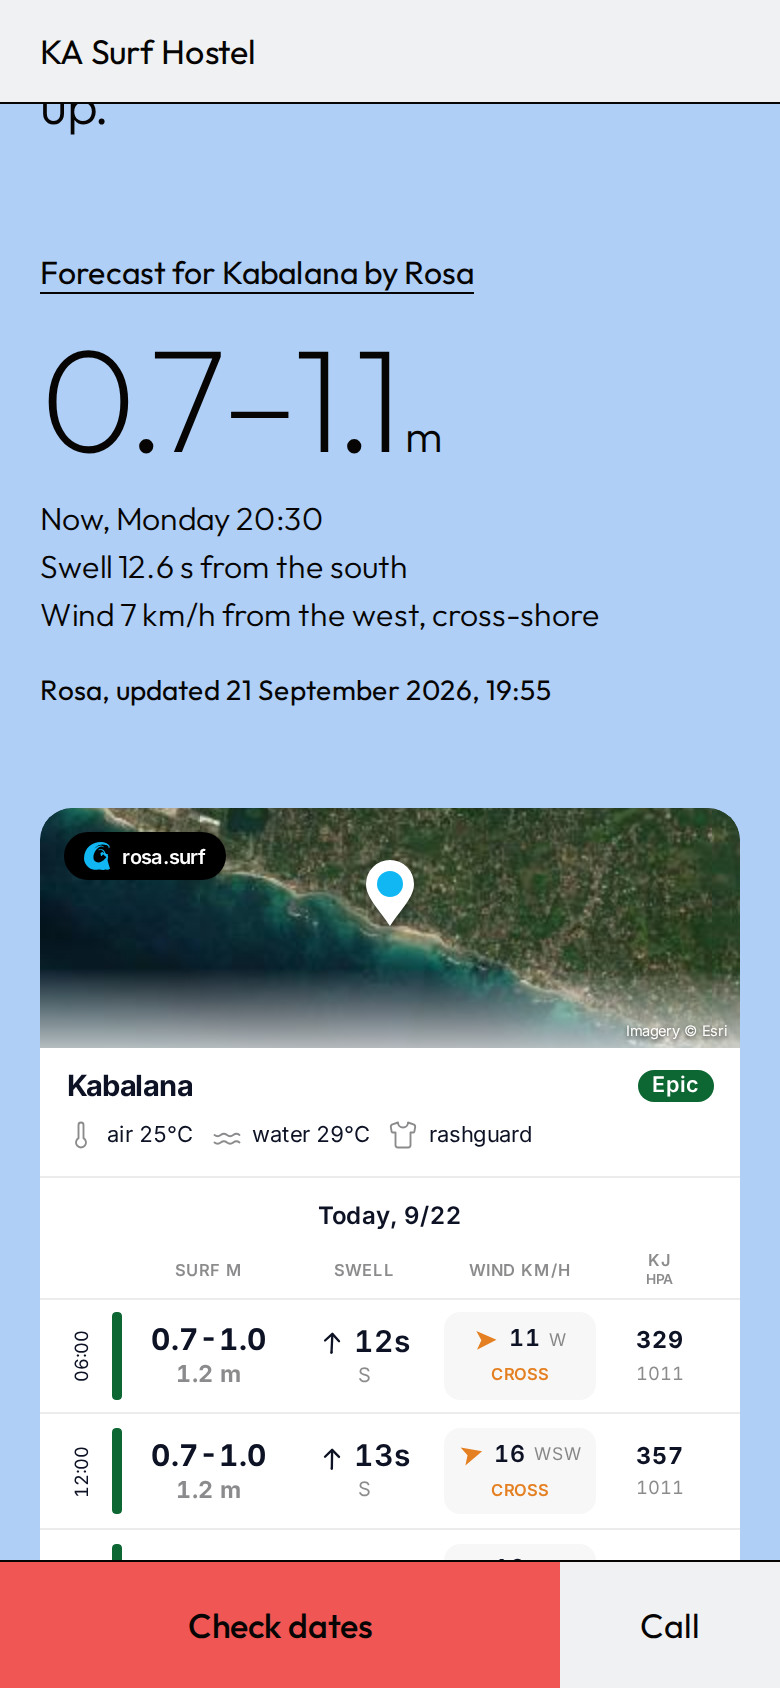 KA Surf Hostel
up.
Forecast for Kabalana by Rosa
0.7–1.1 m
Now, Monday 20:30
Swell 12.6 s from the south
Wind 7 km/h from the west, cross-shore
Rosa, updated 21 September 2026, 19:55
rosa.surf
Imagery © Esri
Kabalana Epic
air 25°C water 29°C rashguard
Today, 9/22
SURF M SWELL WIND KM/H KJ
HPA
06:00 0.7-1.0 12s 11 W 329
1.2 m S CROSS 1011
12:00 0.7-1.0 13s 16 WSW 357
1.2 m S CROSS 1011
Check dates Call